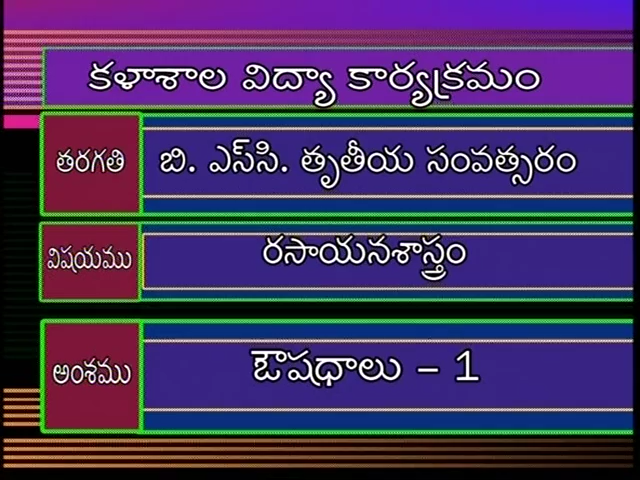 కళాశాల విద్యా కార్యక్రమం
తరగతి బి. ఎస్‌సి. తృతీయ సంవత్సరం
విషయము రసాయనశాస్త్రం
అంశము ఔషధాలు – 1